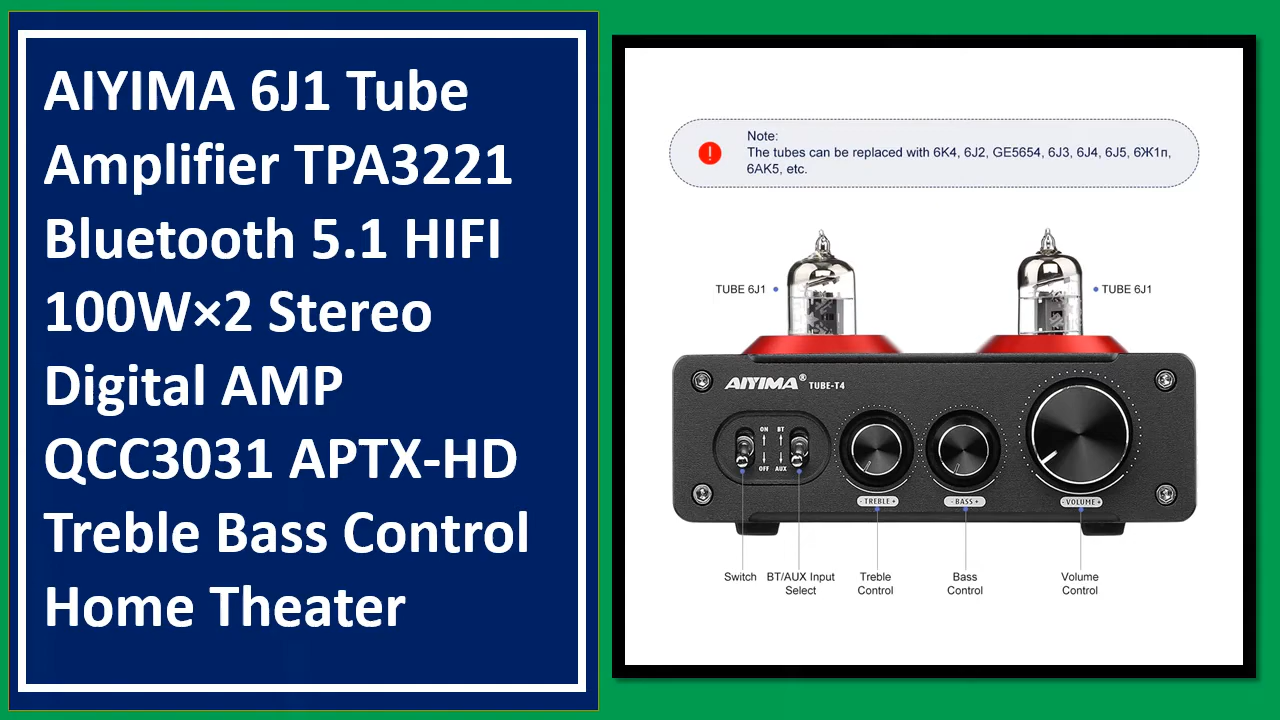 AIYIMA 6J1 Tube
Amplifier TPA3221
Bluetooth 5.1 HIFI
100W×2 Stereo
Digital AMP
QCC3031 APTX-HD
Treble Bass Control
Home Theater
Note:
The tubes can be replaced with 6K4, 6J2, GE5654, 6J3, 6J4, 6J5, 6Ж1п,
6AK5, etc.
TUBE 6J1
TUBE 6J1
AIYIMA® TUBE-T4
ON BT
OFF AUX
- TREBLE +
- BASS +
- VOLUME +
Switch
BT/AUX Input
Select
Treble
Control
Bass
Control
Volume
Control